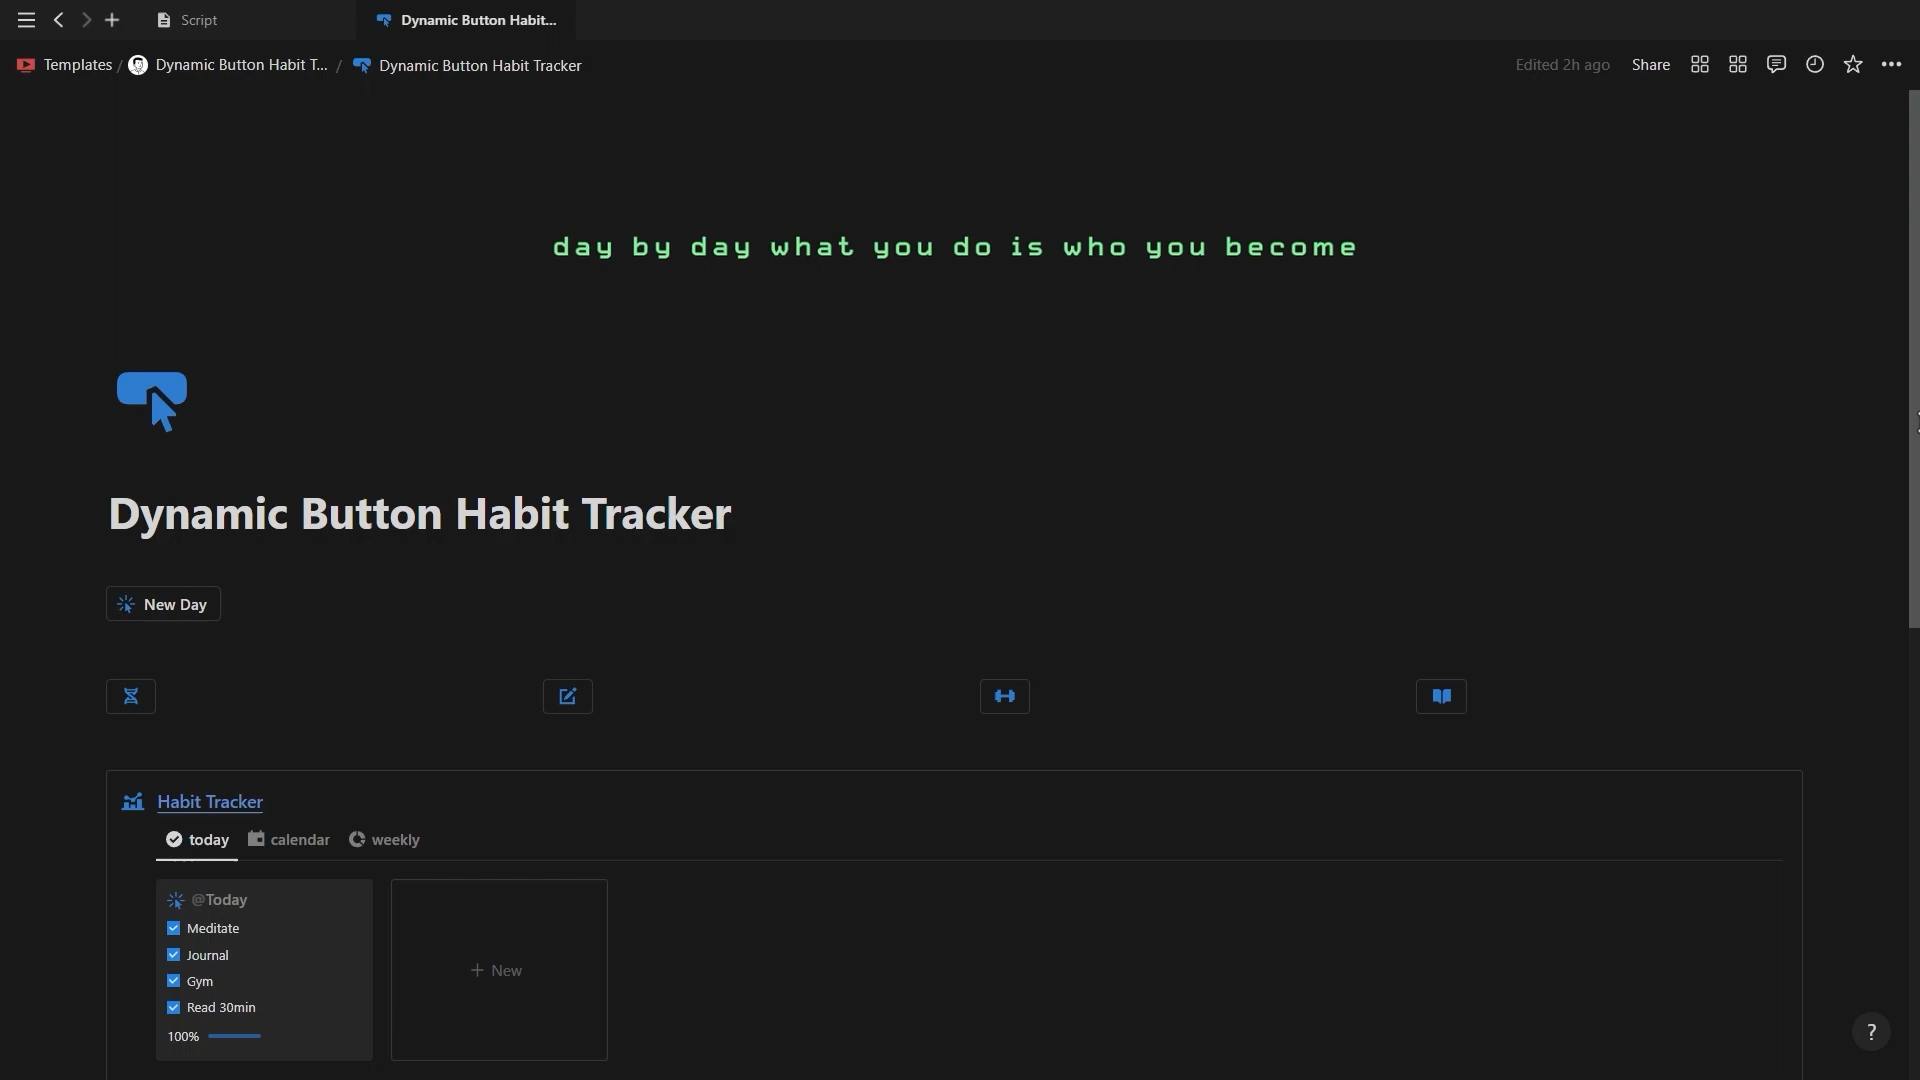 Script
Dynamic Button Habit...
Templates / Dynamic Button Habit T... / Dynamic Button Habit Tracker
Edited 2h ago Share
day by day what you do is who you become
Dynamic Button Habit Tracker
New Day
Habit Tracker
today calendar weekly
@Today
Meditate
Journal
Gym
Read 30min
100%
+ New
?